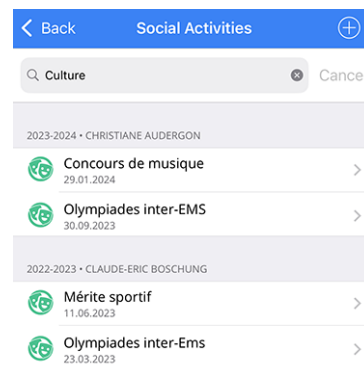 Back Social Activities
Culture Cance
2023-2024 • CHRISTIANE AUDERGON
Concours de musique
29.01.2024
Olympiades inter-EMS
30.09.2023
2022-2023 • CLAUDE-ERIC BOSCHUNG
Mérite sportif
11.06.2023
Olympiades inter-Ems
23.03.2023